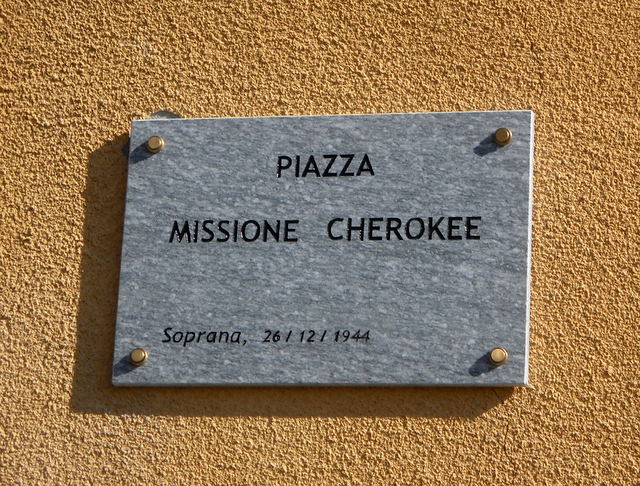 PIAZZA
MISSIONE CHEROKEE
Soprana, 26/12/1944